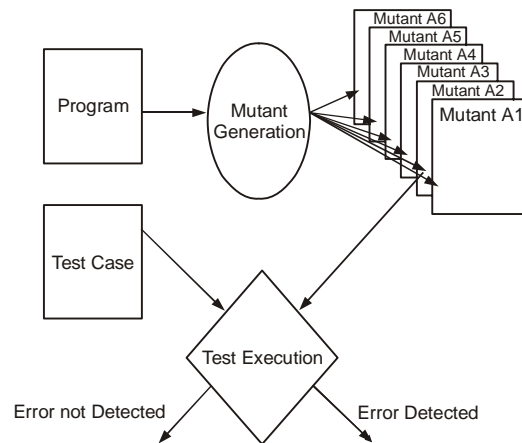 Mutant A6
Mutant A5
Mutant A4
Mutant A3
Mutant A2
Mutant A1
Program
Mutant
Generation
Test Case
Test Execution
Error not Detected
Error Detected